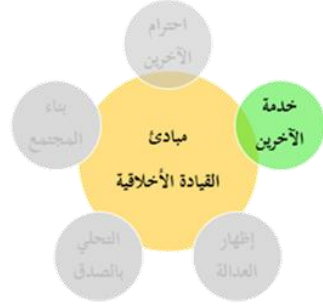 احترام
الآخرين
خدمة
الآخرين
بناء
المجتمع
مبادئ
القيادة الأخلاقية
إظهار
العدالة
التحلي
بالصدق